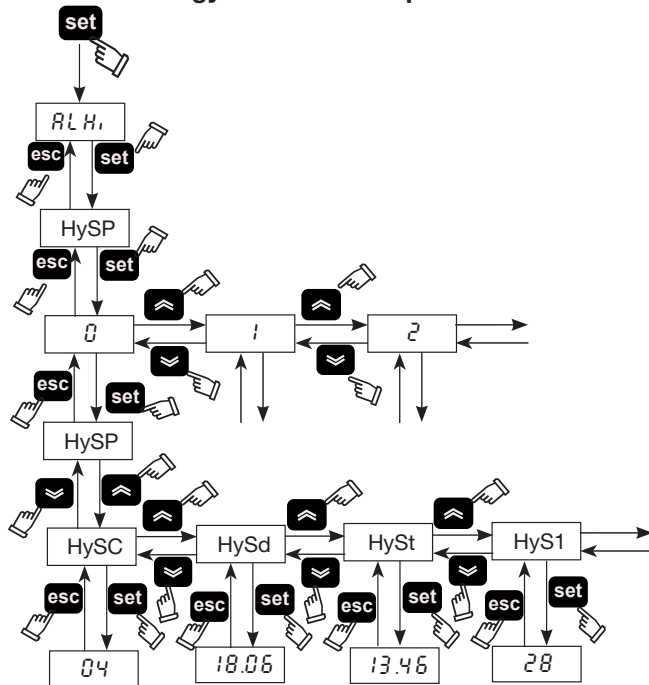 set
ALHi
esc set
HySP
esc set
0 1 2
esc set
HySP
HySC HySd HySt HyS1
esc set esc set esc set esc set
04 18.06 13.46 28